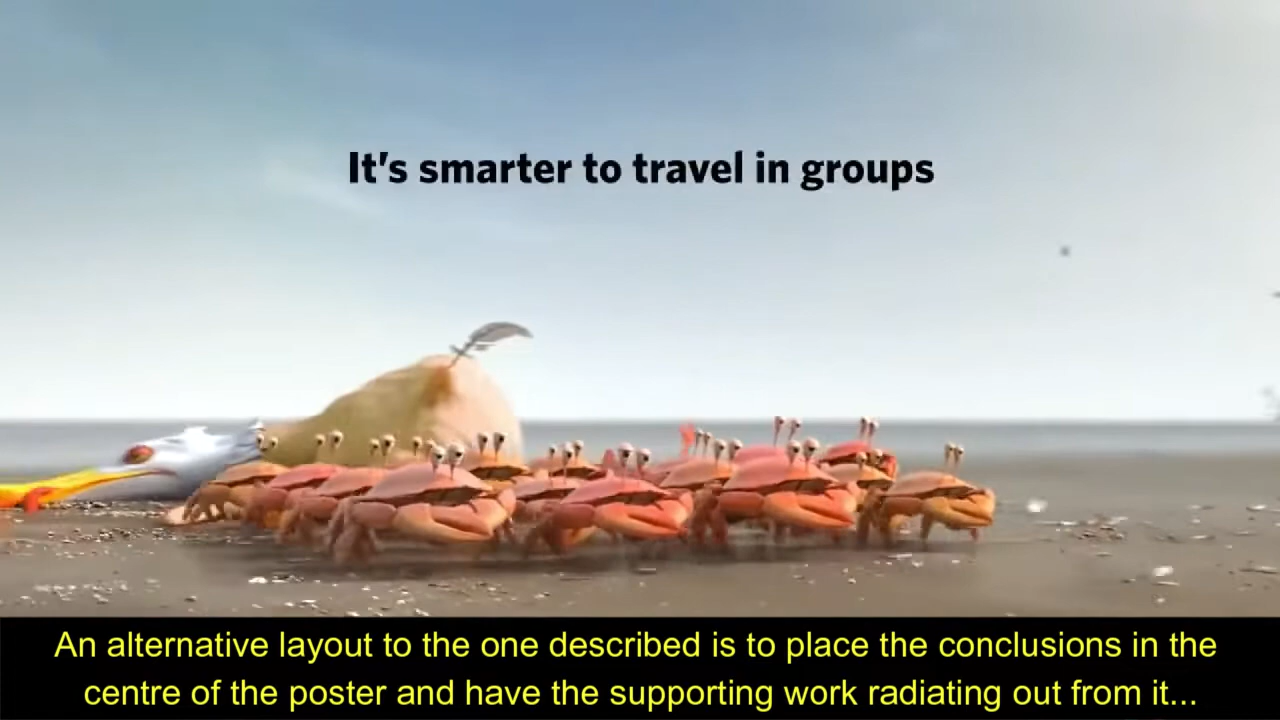 It's smarter to travel in groups
An alternative layout to the one described is to place the conclusions in the
centre of the poster and have the supporting work radiating out from it...